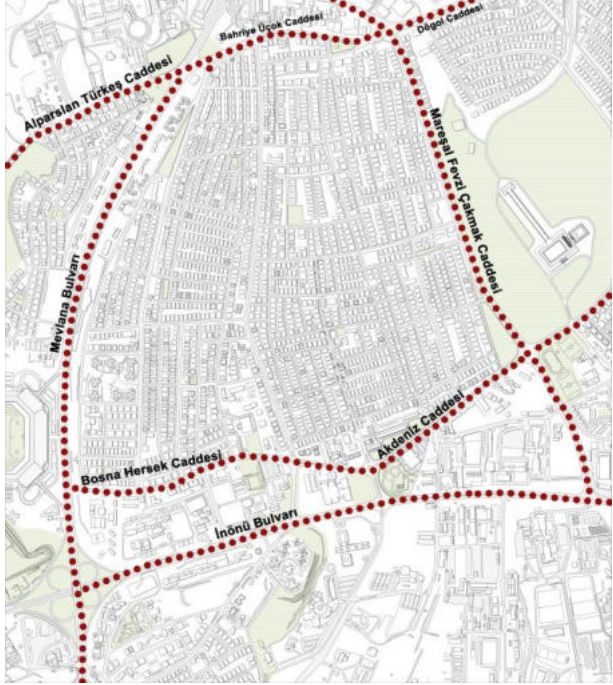 Bahriye Üçok Caddesi
Dögol Caddesi
Alparslan Türkeş Caddesi
Mareşal Fevzi Çakmak Caddesi
Mevlana Bulvarı
Akdeniz Caddesi
Bosna Hersek Caddesi
İnönü Bulvarı